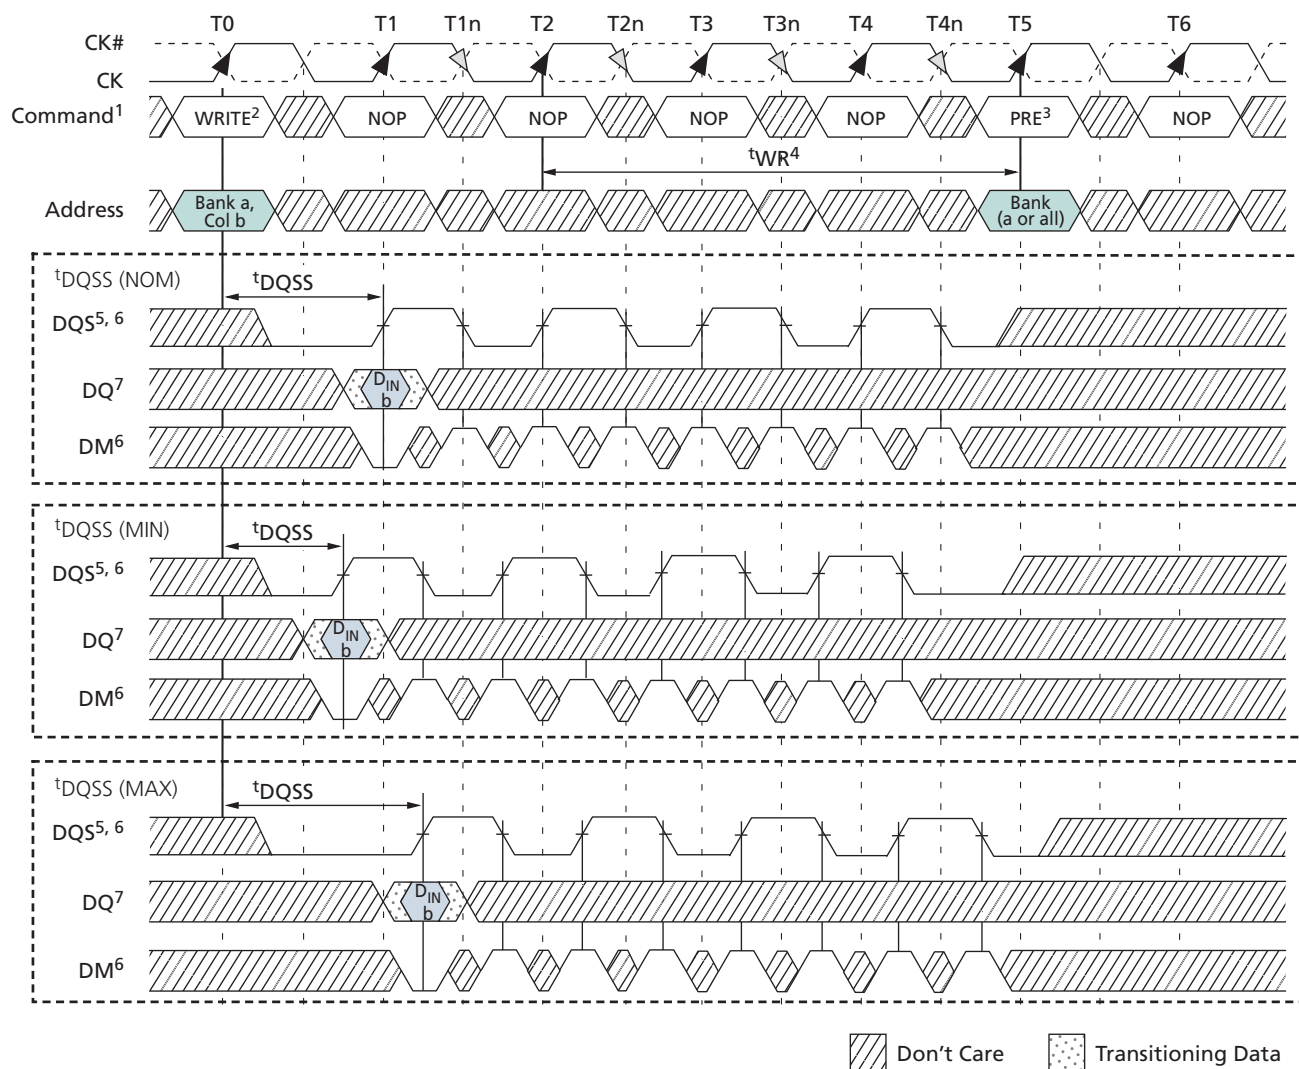 T0 T1 T1n T2 T2n T3 T3n T4 T4n T5 T6
CK#
CK
Command1 WRITE2 NOP NOP NOP NOP PRE3 NOP
tWR4
Address Bank a, Col b Bank (a or all)
tDQSS (NOM) tDQSS
DQS5, 6
DQ7 DIN b
DM6
tDQSS (MIN) tDQSS
DQS5, 6
DQ7 DIN b
DM6
tDQSS (MAX) tDQSS
DQS5, 6
DQ7 DIN b
DM6
Don't Care Transitioning Data